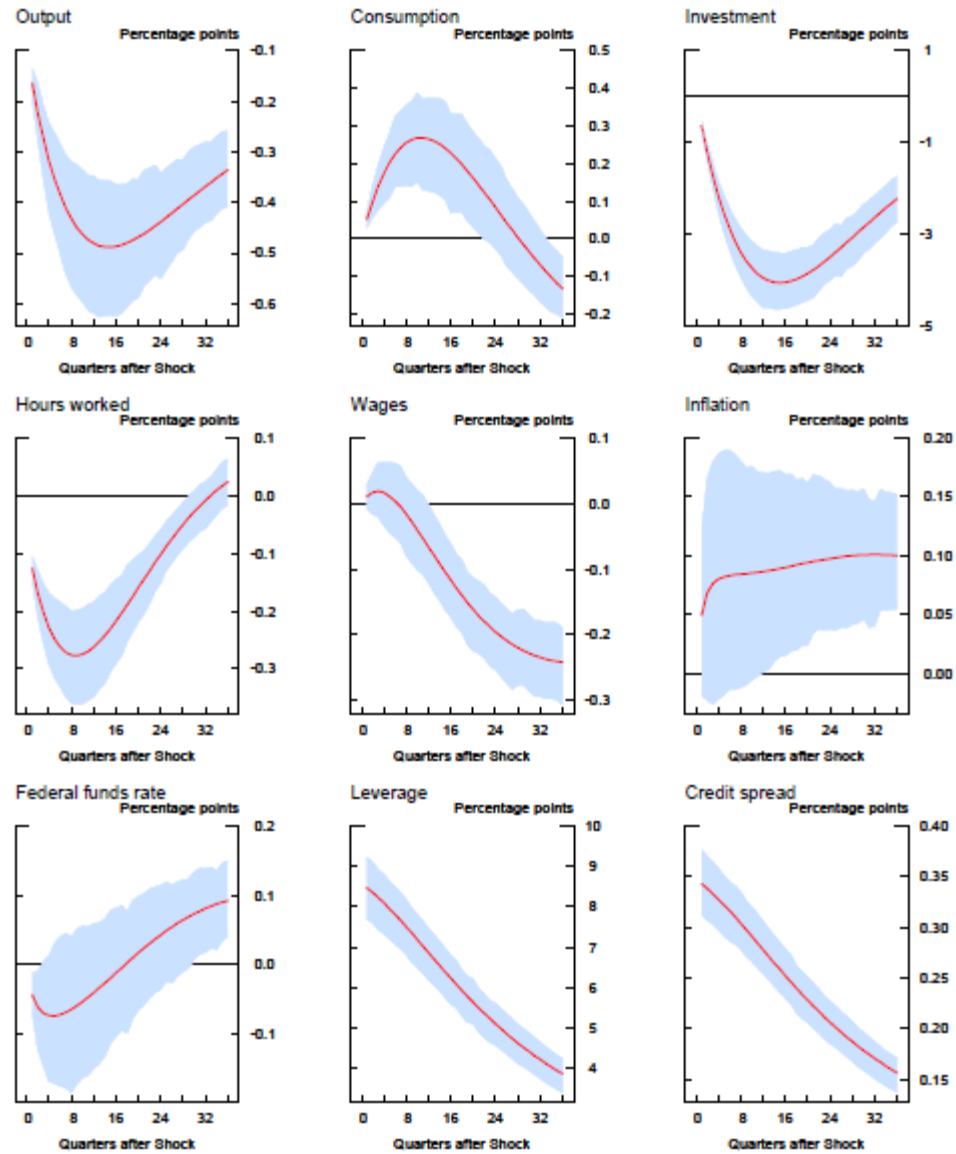 Output Consumption Investment
Percentage points Percentage points Percentage points
-0.1 0.5 1
-0.2 0.4
-0.3 0.3 -1
-0.4 0.2
-0.5 0.1 -3
0.0
-0.1
-0.6 -0.2 -5
0 8 16 24 32 0 8 16 24 32 0 8 16 24 32
Quarters after Shock Quarters after Shock Quarters after Shock
Hours worked Wages Inflation
Percentage points Percentage points Percentage points
0.1 0.1 0.20
0.0 0.0 0.15
-0.1 -0.1 0.10
-0.2 -0.2 0.05
-0.3 -0.3 0.00
0 8 16 24 32 0 8 16 24 32 0 8 16 24 32
Quarters after Shock Quarters after Shock Quarters after Shock
Federal funds rate Leverage Credit spread
Percentage points Percentage points Percentage points
0.2 10 0.40
9 0.35
0.1 8 0.30
7
0.0 6 0.25
5 0.20
-0.1 4 0.15
0 8 16 24 32 0 8 16 24 32 0 8 16 24 32
Quarters after Shock Quarters after Shock Quarters after Shock